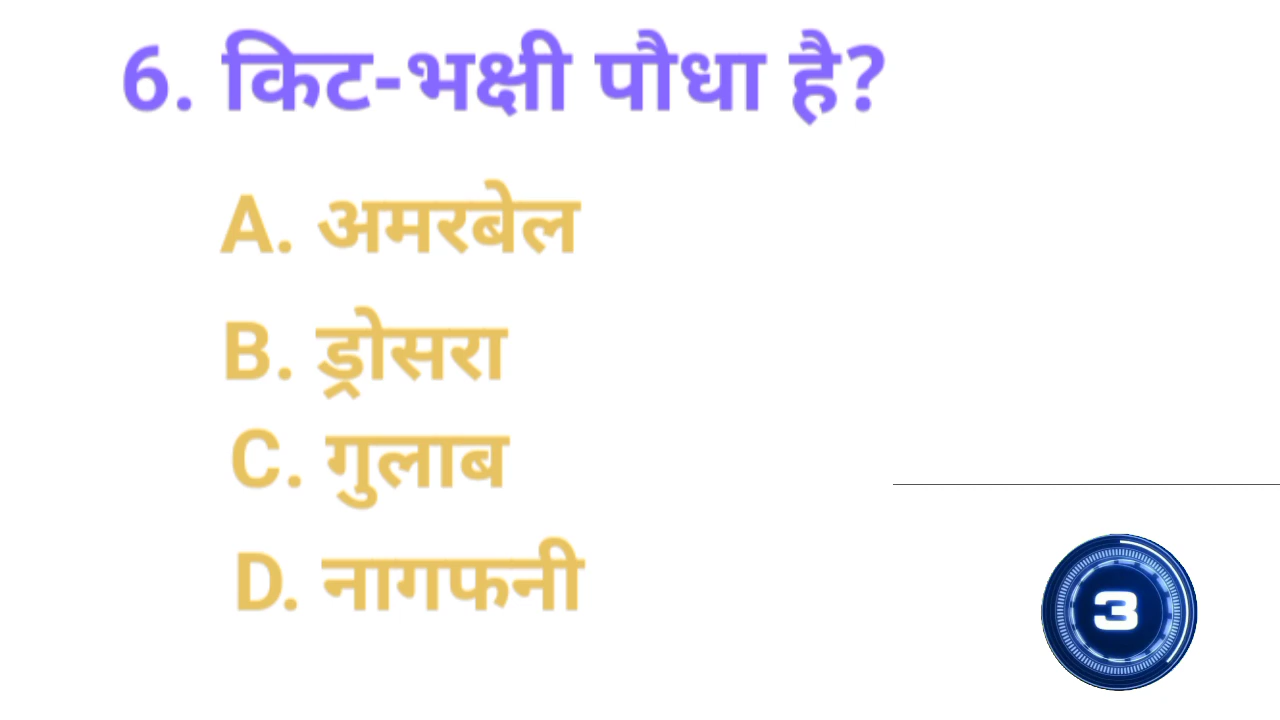 6. किट-भक्षी पौधा है?
A. अमरबेल
B. ड्रोसरा
C. गुलाब
D. नागफनी
3